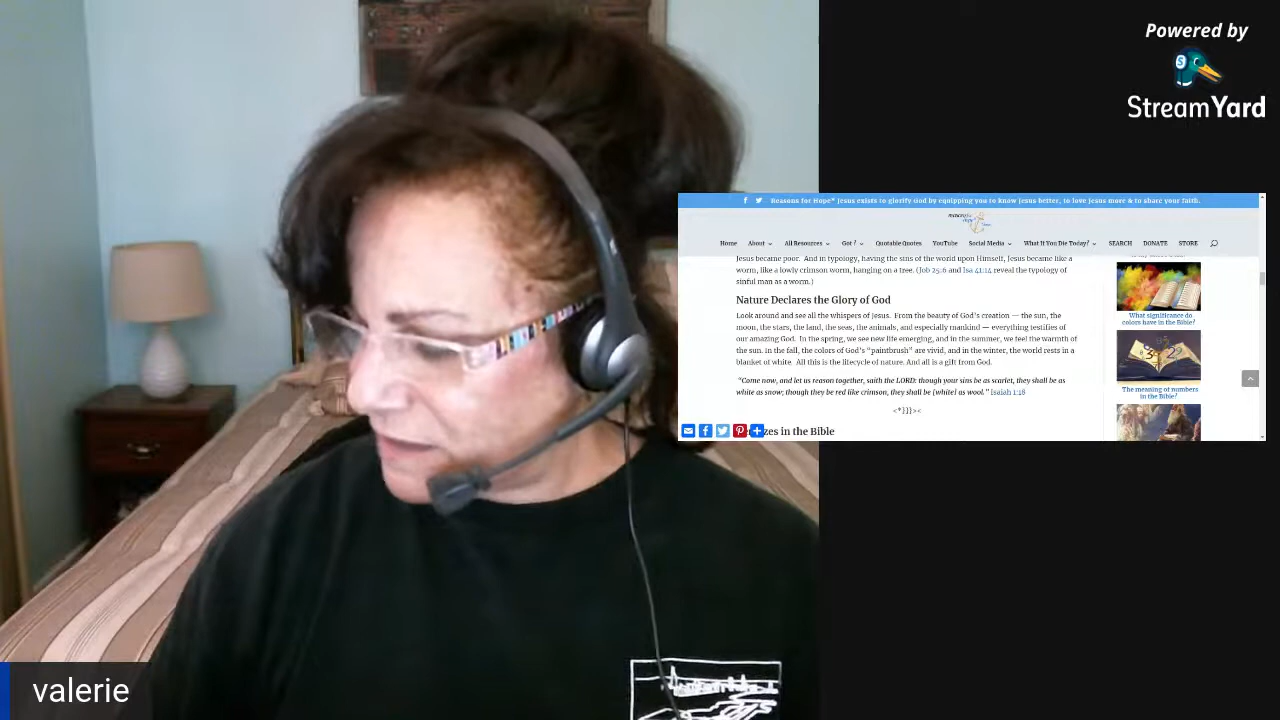 Powered by
StreamYard
Reasons for Hope* Jesus exists to glorify God by equipping you to know Jesus better, to love Jesus more & to share your faith.
Home About All Resources Got ? Quotable Quotes YouTube Social Media What If You Die Today? SEARCH DONATE STORE
Jesus became poor. And in typology, having the sins of the world upon Himself, Jesus became like a
worm, like a lowly crimson worm, hanging on a tree. (Job 25:6 and Isa 41:14 reveal the typology of
sinful man as a worm.)
Nature Declares the Glory of God
Look around and see all the whispers of Jesus. From the beauty of God's creation — the sun, the
moon, the stars, the land, the seas, the animals, and especially mankind — everything testifies of
our amazing God. In the spring, we see new life emerging, and in the summer, we feel the warmth of
the sun. In the fall, the colors of God's "paintbrush" are vivid, and in the winter, the world rests in a
blanket of white. All this is the lifecycle of nature. And all is a gift from God.
"Come now, and let us reason together, saith the LORD: though your sins be as scarlet, they shall be as
white as snow; though they be red like crimson, they shall be [white] as wool." Isaiah 1:18
<*}}}><
zes in the Bible
What significance do
colors have in the Bible?
The meaning of numbers
in the Bible?
valerie